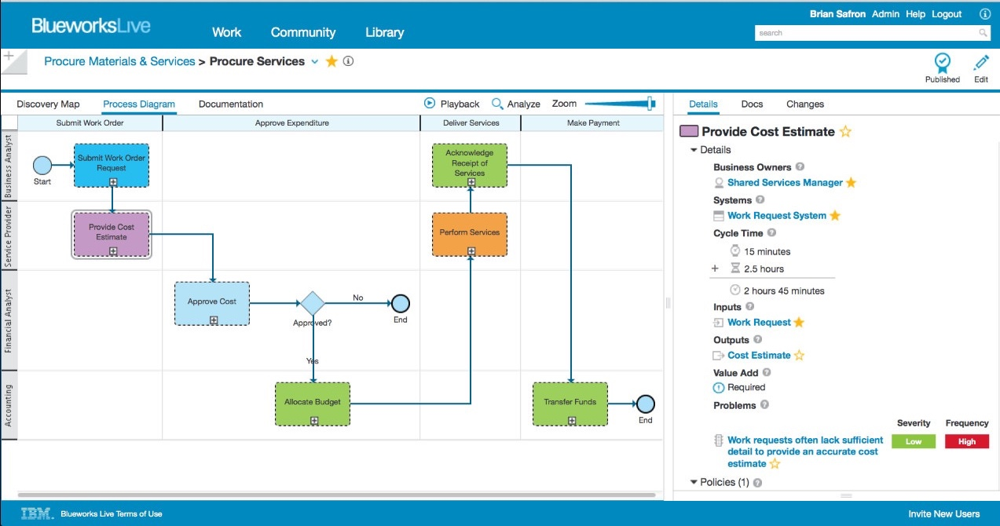 Brian Safron Admin Help Logout
BlueworksLive
Work Community Library
search
Procure Materials & Services > Procure Services
Published Edit
Discovery Map Process Diagram Documentation
Playback Analyze Zoom
Submit Work Order Approve Expenditure Deliver Services Make Payment
Business Analyst
Start
Submit Work Order
Request
Acknowledge
Receipt of
Services
Service Provider
Provide Cost
Estimate
Perform Services
Financial Analyst
Approve Cost
Approved?
No
End
Yes
Accounting
Allocate Budget
Transfer Funds
End
Details Docs Changes
Provide Cost Estimate
Details
Business Owners
Shared Services Manager
Systems
Work Request System
Cycle Time
15 minutes
+ 2.5 hours
2 hours 45 minutes
Inputs
Work Request
Outputs
Cost Estimate
Value Add
Required
Problems
Severity Frequency
Work requests often lack sufficient
detail to provide an accurate cost
estimate
Low High
Policies (1)
IBM. Blueworks Live Terms of Use
Invite New Users